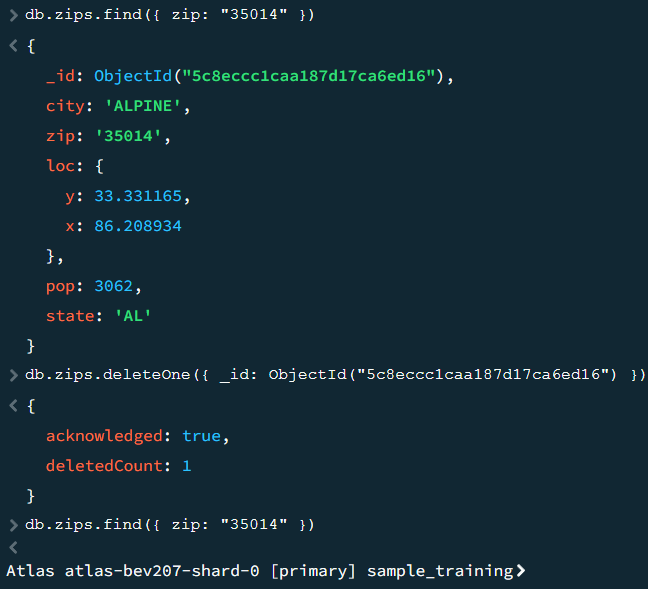 > db.zips.find({ zip: "35014" })
< {
    _id: ObjectId("5c8eccc1caa187d17ca6ed16"),
    city: 'ALPINE',
    zip: '35014',
    loc: {
      y: 33.331165,
      x: 86.208934
    },
    pop: 3062,
    state: 'AL'
  }
> db.zips.deleteOne({ _id: ObjectId("5c8eccc1caa187d17ca6ed16") })
< {
    acknowledged: true,
    deletedCount: 1
  }
> db.zips.find({ zip: "35014" })
<
Atlas atlas-bev207-shard-0 [primary] sample_training>